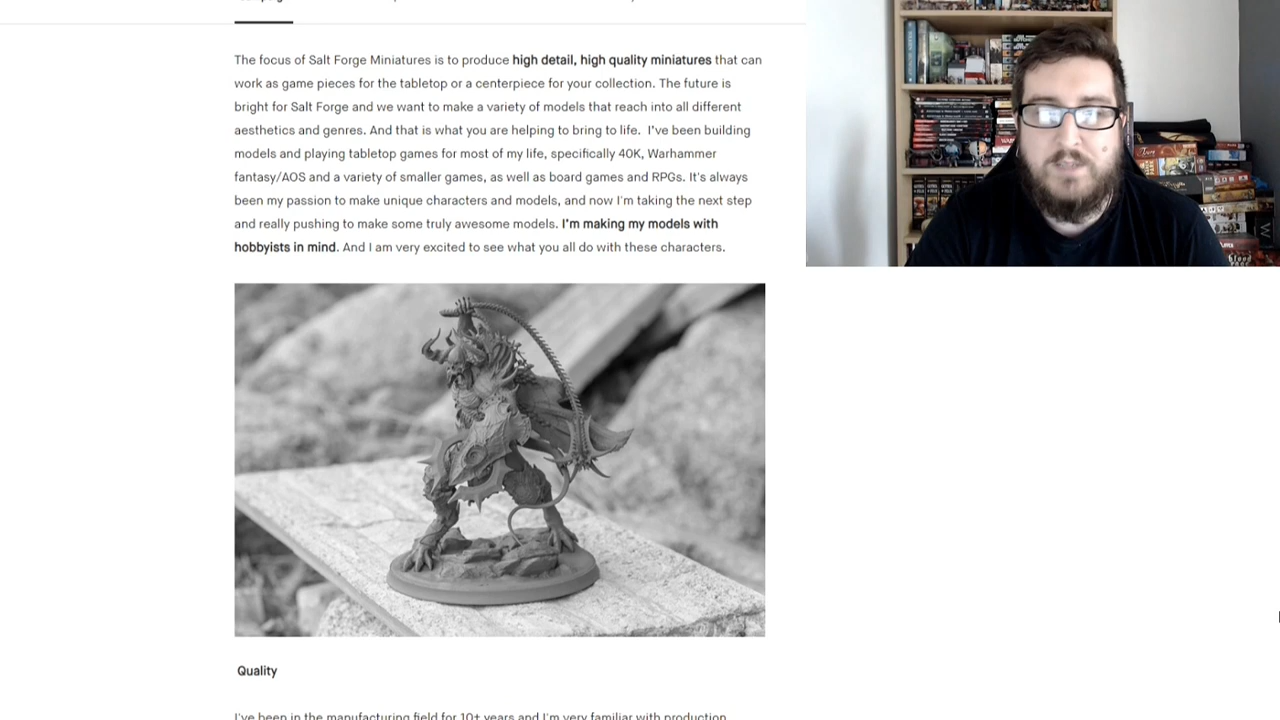 The focus of Salt Forge Miniatures is to produce high detail, high quality miniatures that can
work as game pieces for the tabletop or a centerpiece for your collection. The future is
bright for Salt Forge and we want to make a variety of models that reach into all different
aesthetics and genres. And that is what you are helping to bring to life.  I've been building
models and playing tabletop games for most of my life, specifically 40K, Warhammer
fantasy/AOS and a variety of smaller games, as well as board games and RPGs. It's always
been my passion to make unique characters and models, and now I'm taking the next step
and really pushing to make some truly awesome models. I'm making my models with
hobbyists in mind. And I am very excited to see what you all do with these characters.
Quality
I've been in the manufacturing field for 10+ years and I'm very familiar with production